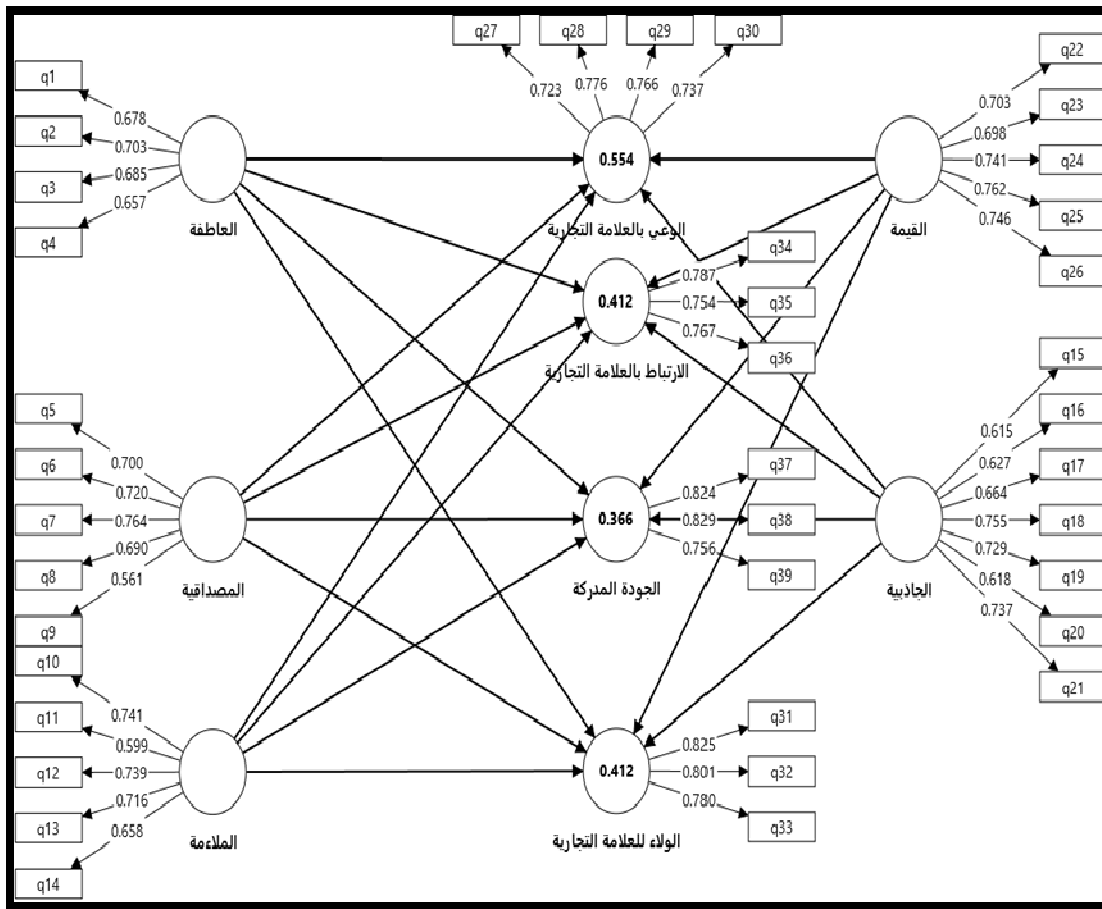 q27
q28
q29
q30
0.723
0.776
0.766
0.737
0.554
الوعي بالعلامة التجارية
q1
q2
q3
q4
0.678
0.703
0.685
0.657
العاطفة
q22
q23
q24
q25
q26
0.703
0.698
0.741
0.762
0.746
القيمة
q34
q35
q36
0.787
0.754
0.767
0.412
الارتباط بالعلامة التجارية
q5
q6
q7
q8
q9
0.700
0.720
0.764
0.690
0.561
المصداقية
q37
q38
q39
0.824
0.829
0.756
0.366
الجودة المدركة
q15
q16
q17
q18
q19
q20
q21
0.615
0.627
0.664
0.755
0.729
0.618
0.737
الجاذبية
q10
q11
q12
q13
q14
0.741
0.599
0.739
0.716
0.658
الملاءمة
q31
q32
q33
0.825
0.801
0.780
0.412
الولاء للعلامة التجارية